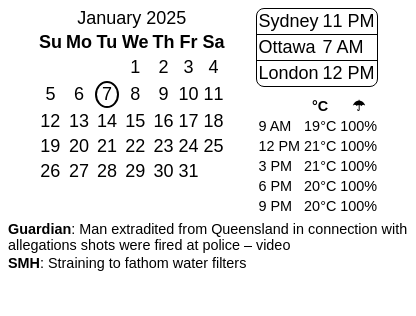 January 2025
Su Mo Tu We Th Fr Sa
1 2 3 4
5 6 7 8 9 10 11
12 13 14 15 16 17 18
19 20 21 22 23 24 25
26 27 28 29 30 31
Sydney 11 PM
Ottawa 7 AM
London 12 PM
°C ☂
9 AM 19°C 100%
12 PM 21°C 100%
3 PM 21°C 100%
6 PM 20°C 100%
9 PM 20°C 100%
Guardian: Man extradited from Queensland in connection with
allegations shots were fired at police – video
SMH: Straining to fathom water filters